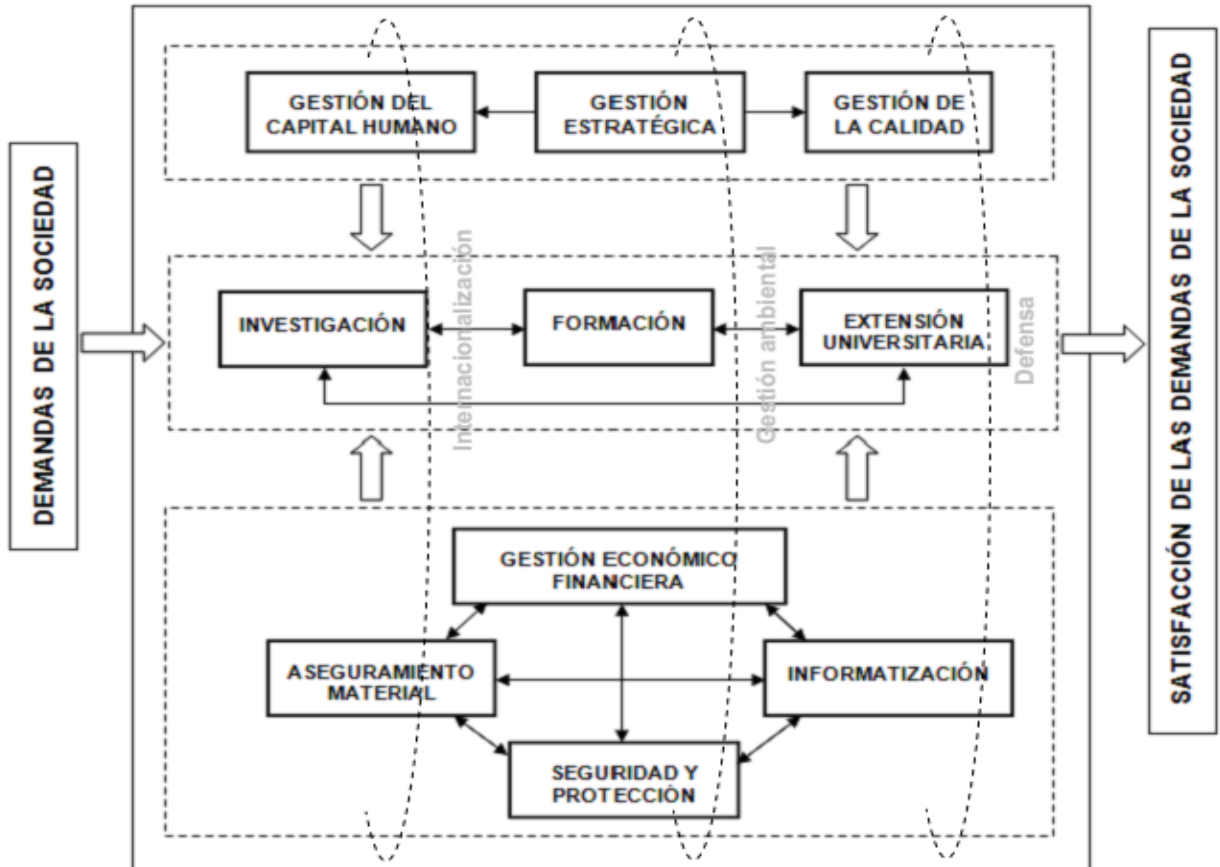 DEMANDAS DE LA SOCIEDAD
GESTIÓN DEL
CAPITAL HUMANO
GESTIÓN
ESTRATÉGICA
GESTIÓN DE
LA CALIDAD
INVESTIGACIÓN
Internacionalización
FORMACIÓN
Gestión ambiental
EXTENSIÓN
UNIVERSITARIA
Defensa
GESTIÓN ECONÓMICO
FINANCIERA
ASEGURAMIENTO
MATERIAL
INFORMATIZACIÓN
SEGURIDAD Y
PROTECCIÓN
SATISFACCIÓN DE LAS DEMANDAS DE LA SOCIEDAD